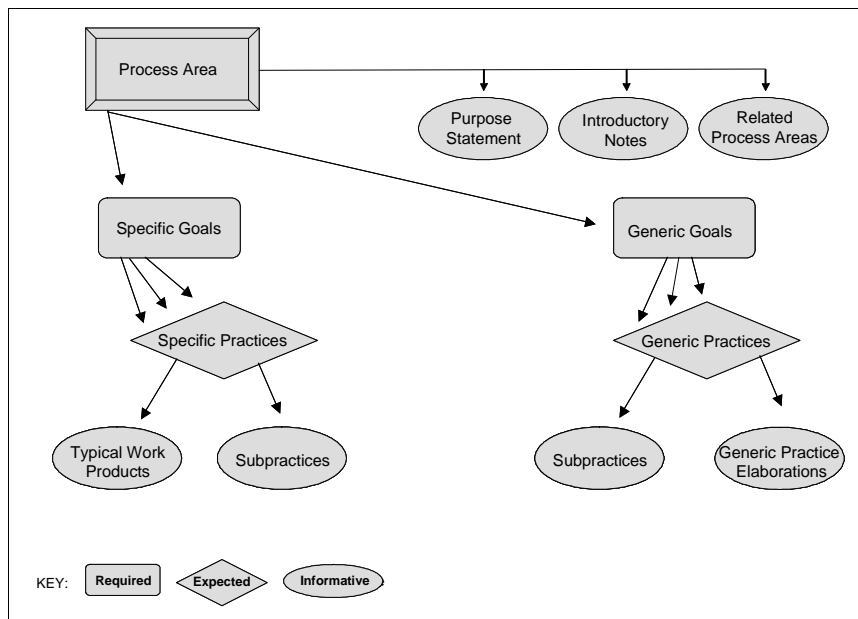 Process Area
Purpose
Statement
Introductory
Notes
Related
Process Areas
Specific Goals
Generic Goals
Specific Practices
Generic Practices
Typical Work
Products
Subpractices
Subpractices
Generic Practice
Elaborations
KEY:
Required
Expected
Informative